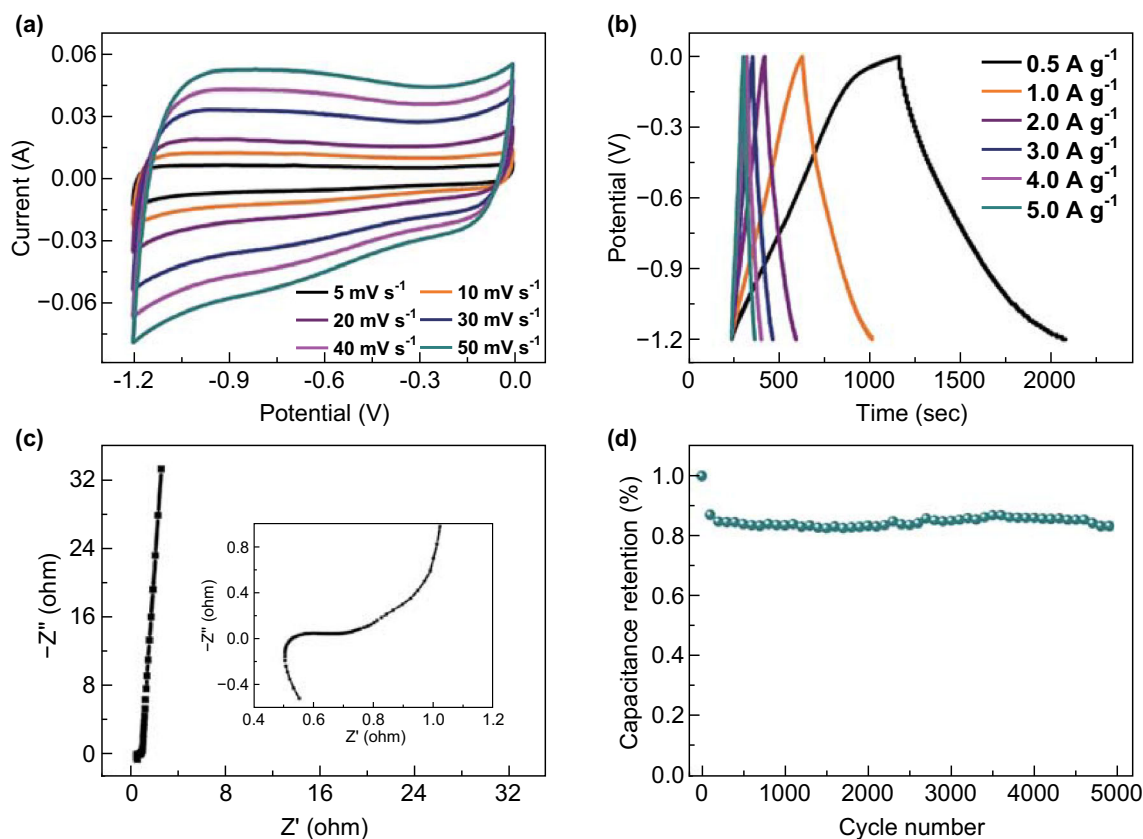 (a)
0.06
0.03
0.00
−0.03
−0.06
Current (A)
5 mV s⁻¹ 10 mV s⁻¹
20 mV s⁻¹ 30 mV s⁻¹
40 mV s⁻¹ 50 mV s⁻¹
-1.2 -0.9 -0.6 -0.3 0.0
Potential (V)
(b)
0.0
−0.3
−0.6
−0.9
−1.2
Potential (V)
0.5 A g⁻¹
1.0 A g⁻¹
2.0 A g⁻¹
3.0 A g⁻¹
4.0 A g⁻¹
5.0 A g⁻¹
0 500 1000 1500 2000
Time (sec)
(c)
32
24
16
8
0
−Z" (ohm)
0.8
0.4
0.0
−0.4
−Z" (ohm)
0.4 0.6 0.8 1.0 1.2
Z' (ohm)
0 8 16 24 32
Z' (ohm)
(d)
1.0
0.8
0.6
0.4
0.2
0.0
Capacitance retention (%)
0 1000 2000 3000 4000 5000
Cycle number